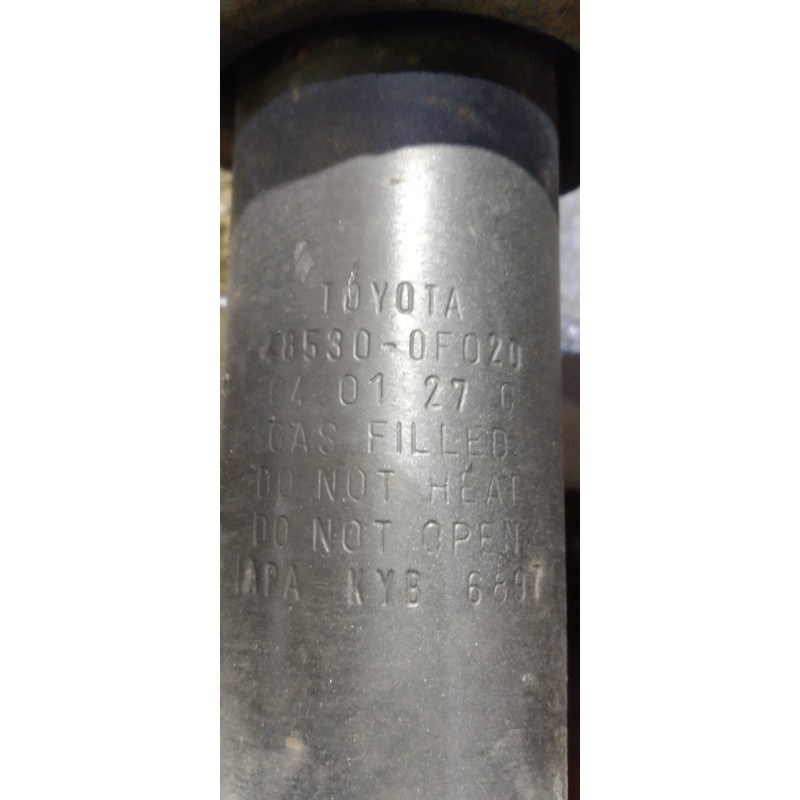 TOYOTA
48530-0F020
04 01 27 C
GAS FILLED
DO NOT HEAT
DO NOT OPEN
KYB